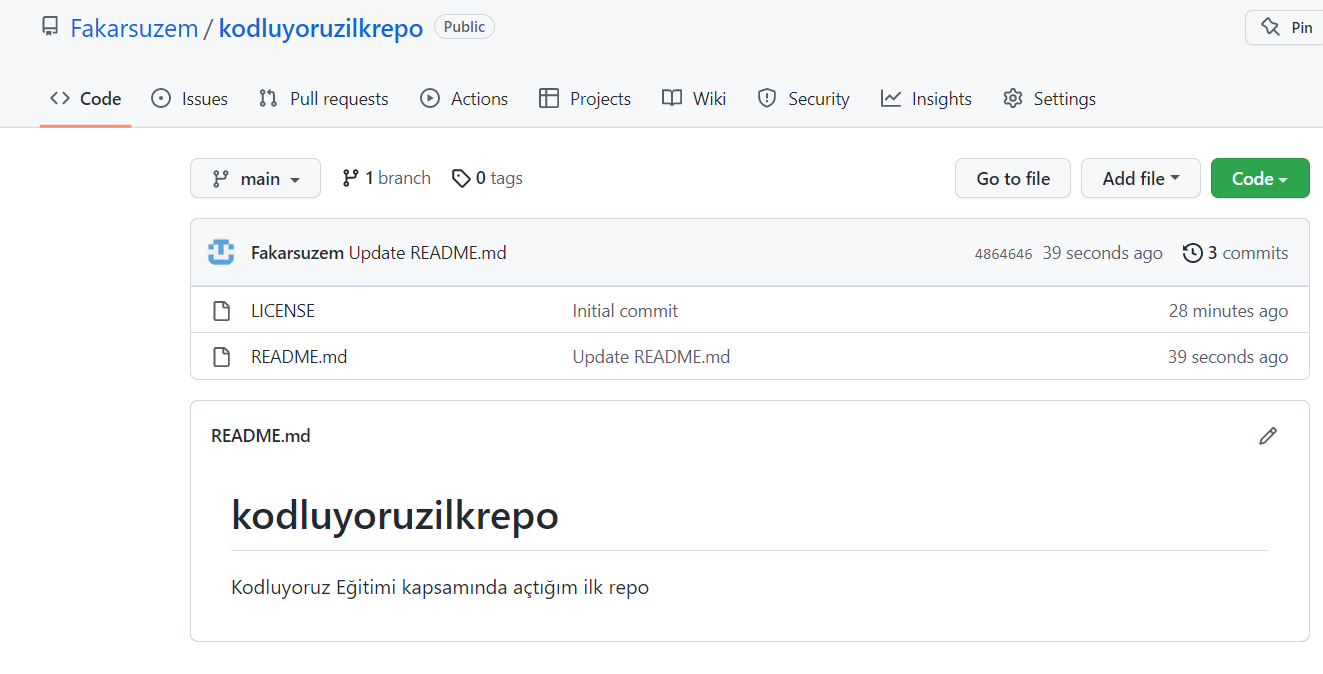 Fakarsuzem / kodluyoruzilkrepo Public Pin
Code Issues Pull requests Actions Projects Wiki Security Insights Settings
main 1 branch 0 tags Go to file Add file Code
Fakarsuzem Update README.md 4864646 39 seconds ago 3 commits
LICENSE Initial commit 28 minutes ago
README.md Update README.md 39 seconds ago
README.md
kodluyoruzilkrepo
Kodluyoruz Eğitimi kapsamında açtığım ilk repo